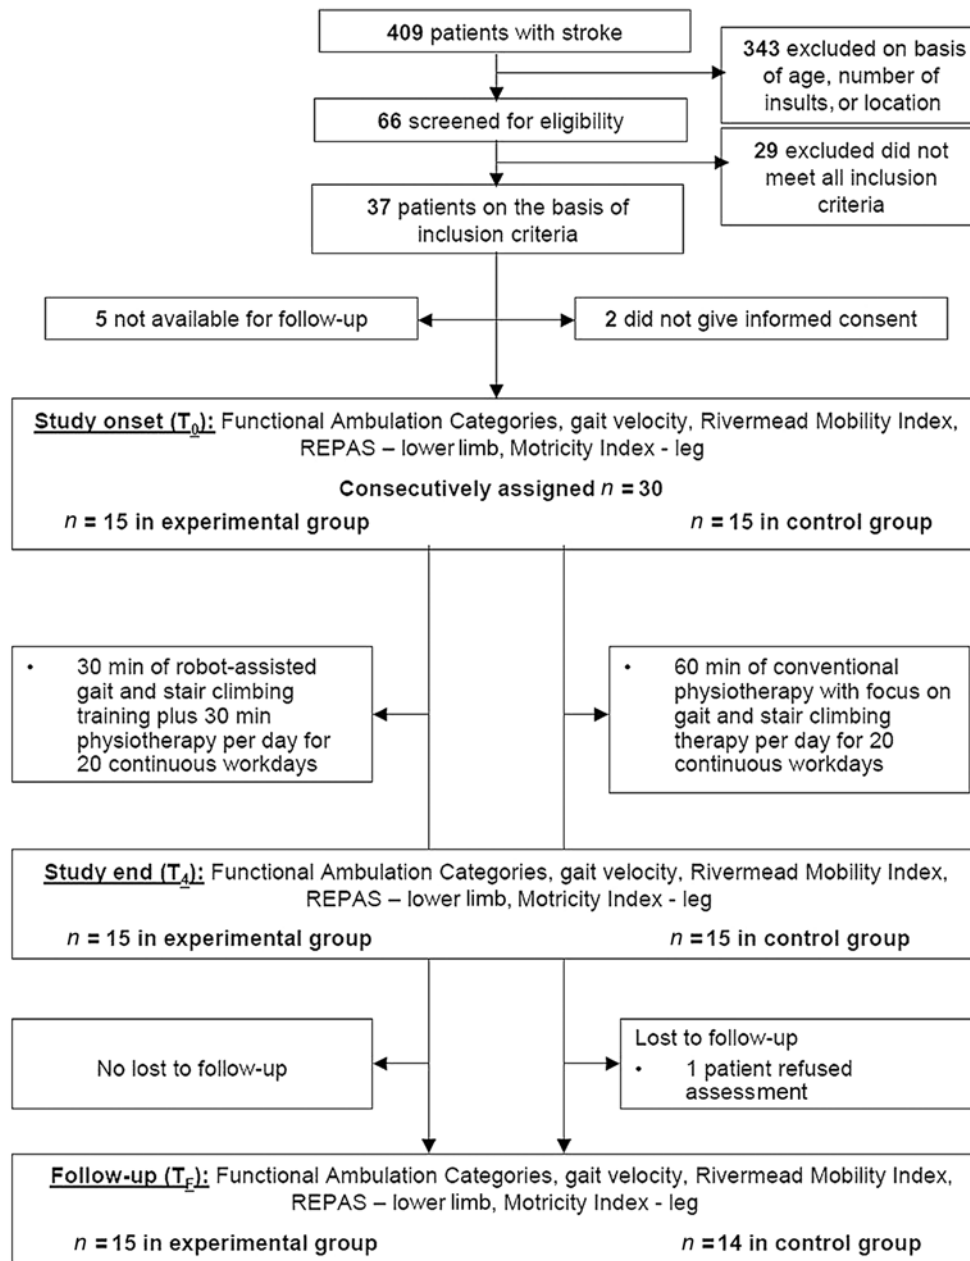 409 patients with stroke
343 excluded on basis
of age, number of
insults, or location
66 screened for eligibility
29 excluded did not
meet all inclusion
criteria
37 patients on the basis of
inclusion criteria
5 not available for follow-up
2 did not give informed consent
Study onset (T0): Functional Ambulation Categories, gait velocity, Rivermead Mobility Index,
REPAS – lower limb, Motricity Index - leg
Consecutively assigned n = 30
n = 15 in experimental group
n = 15 in control group
• 30 min of robot-assisted
gait and stair climbing
training plus 30 min
physiotherapy per day for
20 continuous workdays
• 60 min of conventional
physiotherapy with focus on
gait and stair climbing
therapy per day for 20
continuous workdays
Study end (T4): Functional Ambulation Categories, gait velocity, Rivermead Mobility Index,
REPAS – lower limb, Motricity Index - leg
n = 15 in experimental group
n = 15 in control group
No lost to follow-up
Lost to follow-up
• 1 patient refused
assessment
Follow-up (TF): Functional Ambulation Categories, gait velocity, Rivermead Mobility Index,
REPAS – lower limb, Motricity Index - leg
n = 15 in experimental group
n = 14 in control group